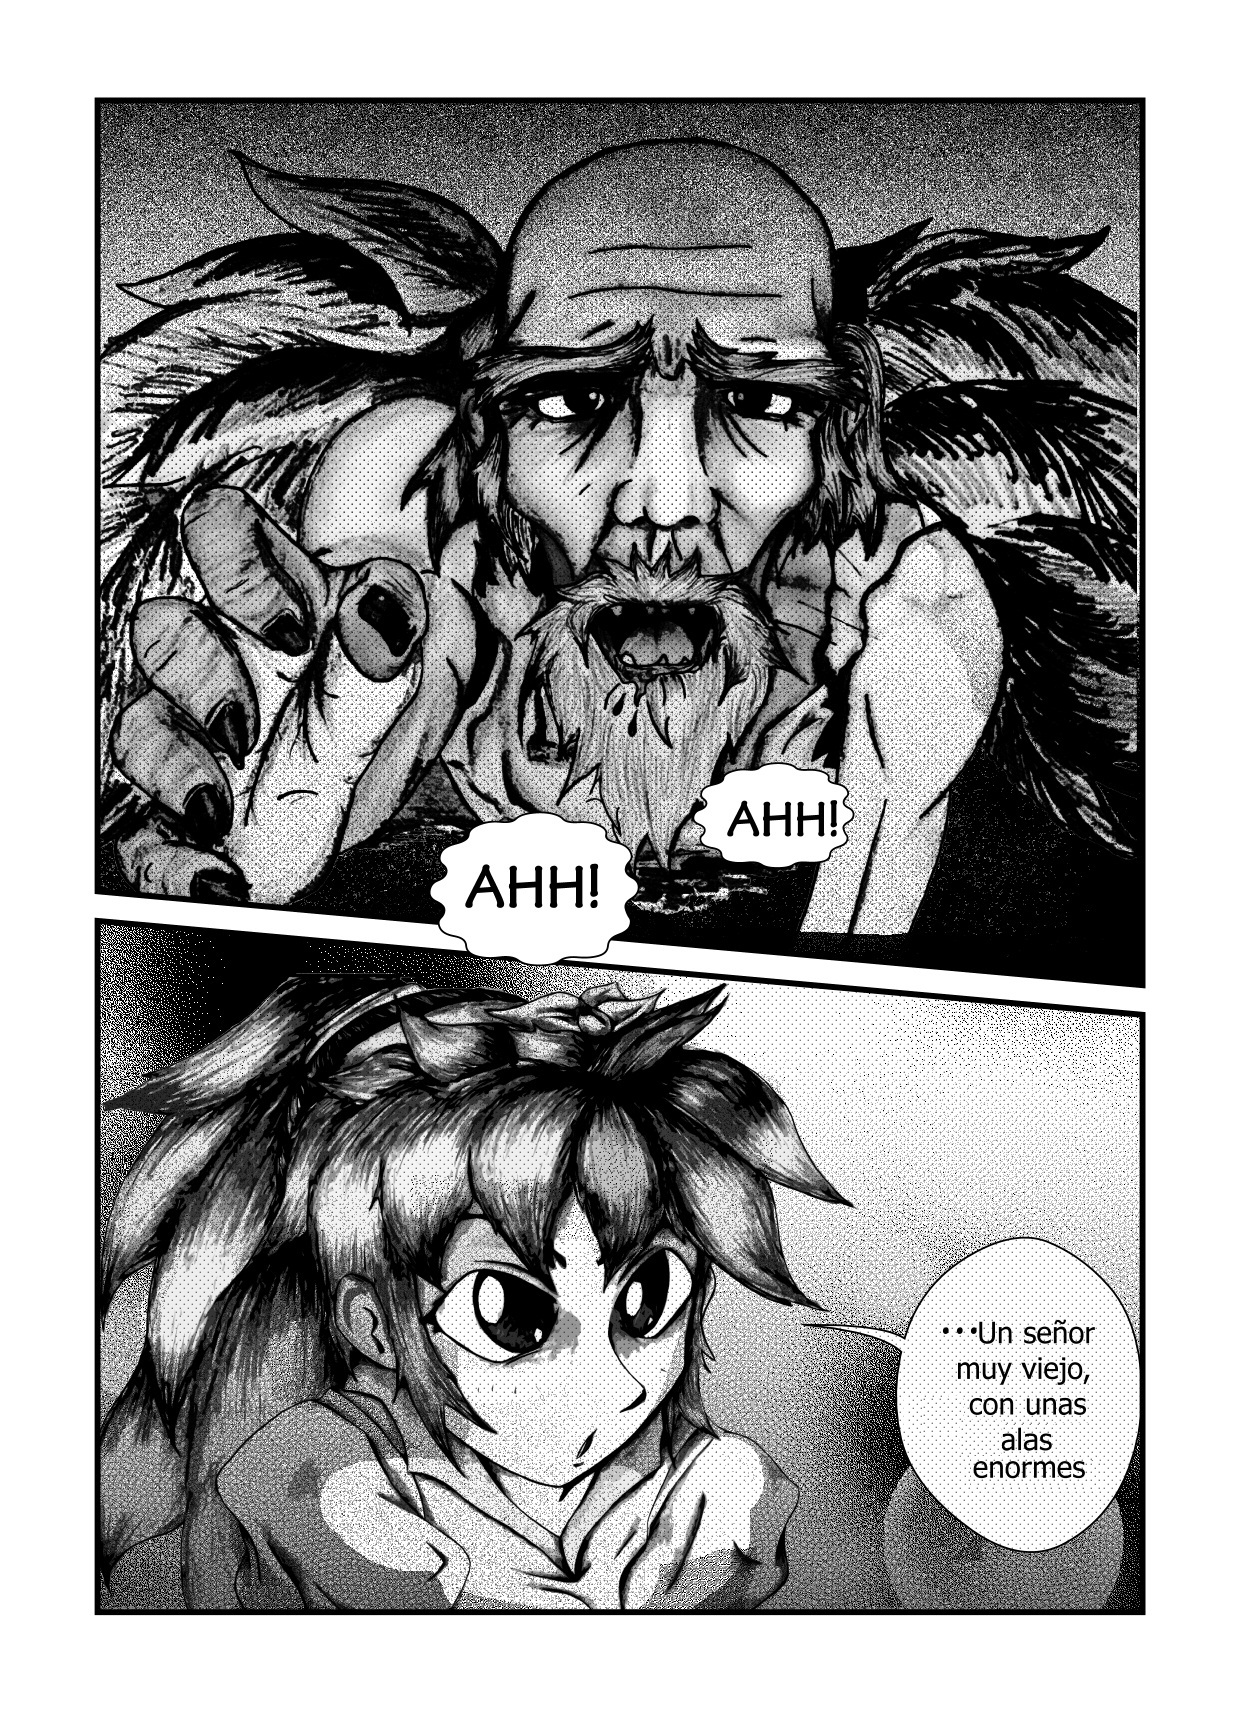 AHH!
AHH!
...Un señor
muy viejo,
con unas
alas
enormes